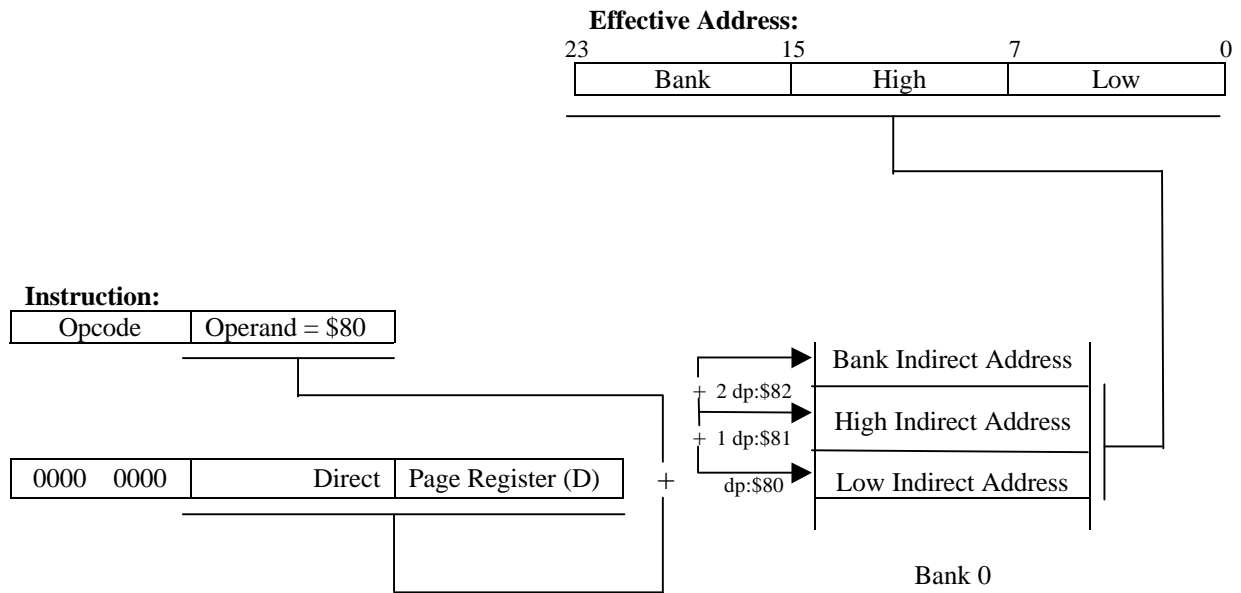 Effective Address:
23 15 7 0
Bank High Low
Instruction:
Opcode Operand = $80
Bank Indirect Address
+ 2 dp:$82
High Indirect Address
+ 1 dp:$81
0000 0000 Direct Page Register (D) +
dp:$80 Low Indirect Address
Bank 0